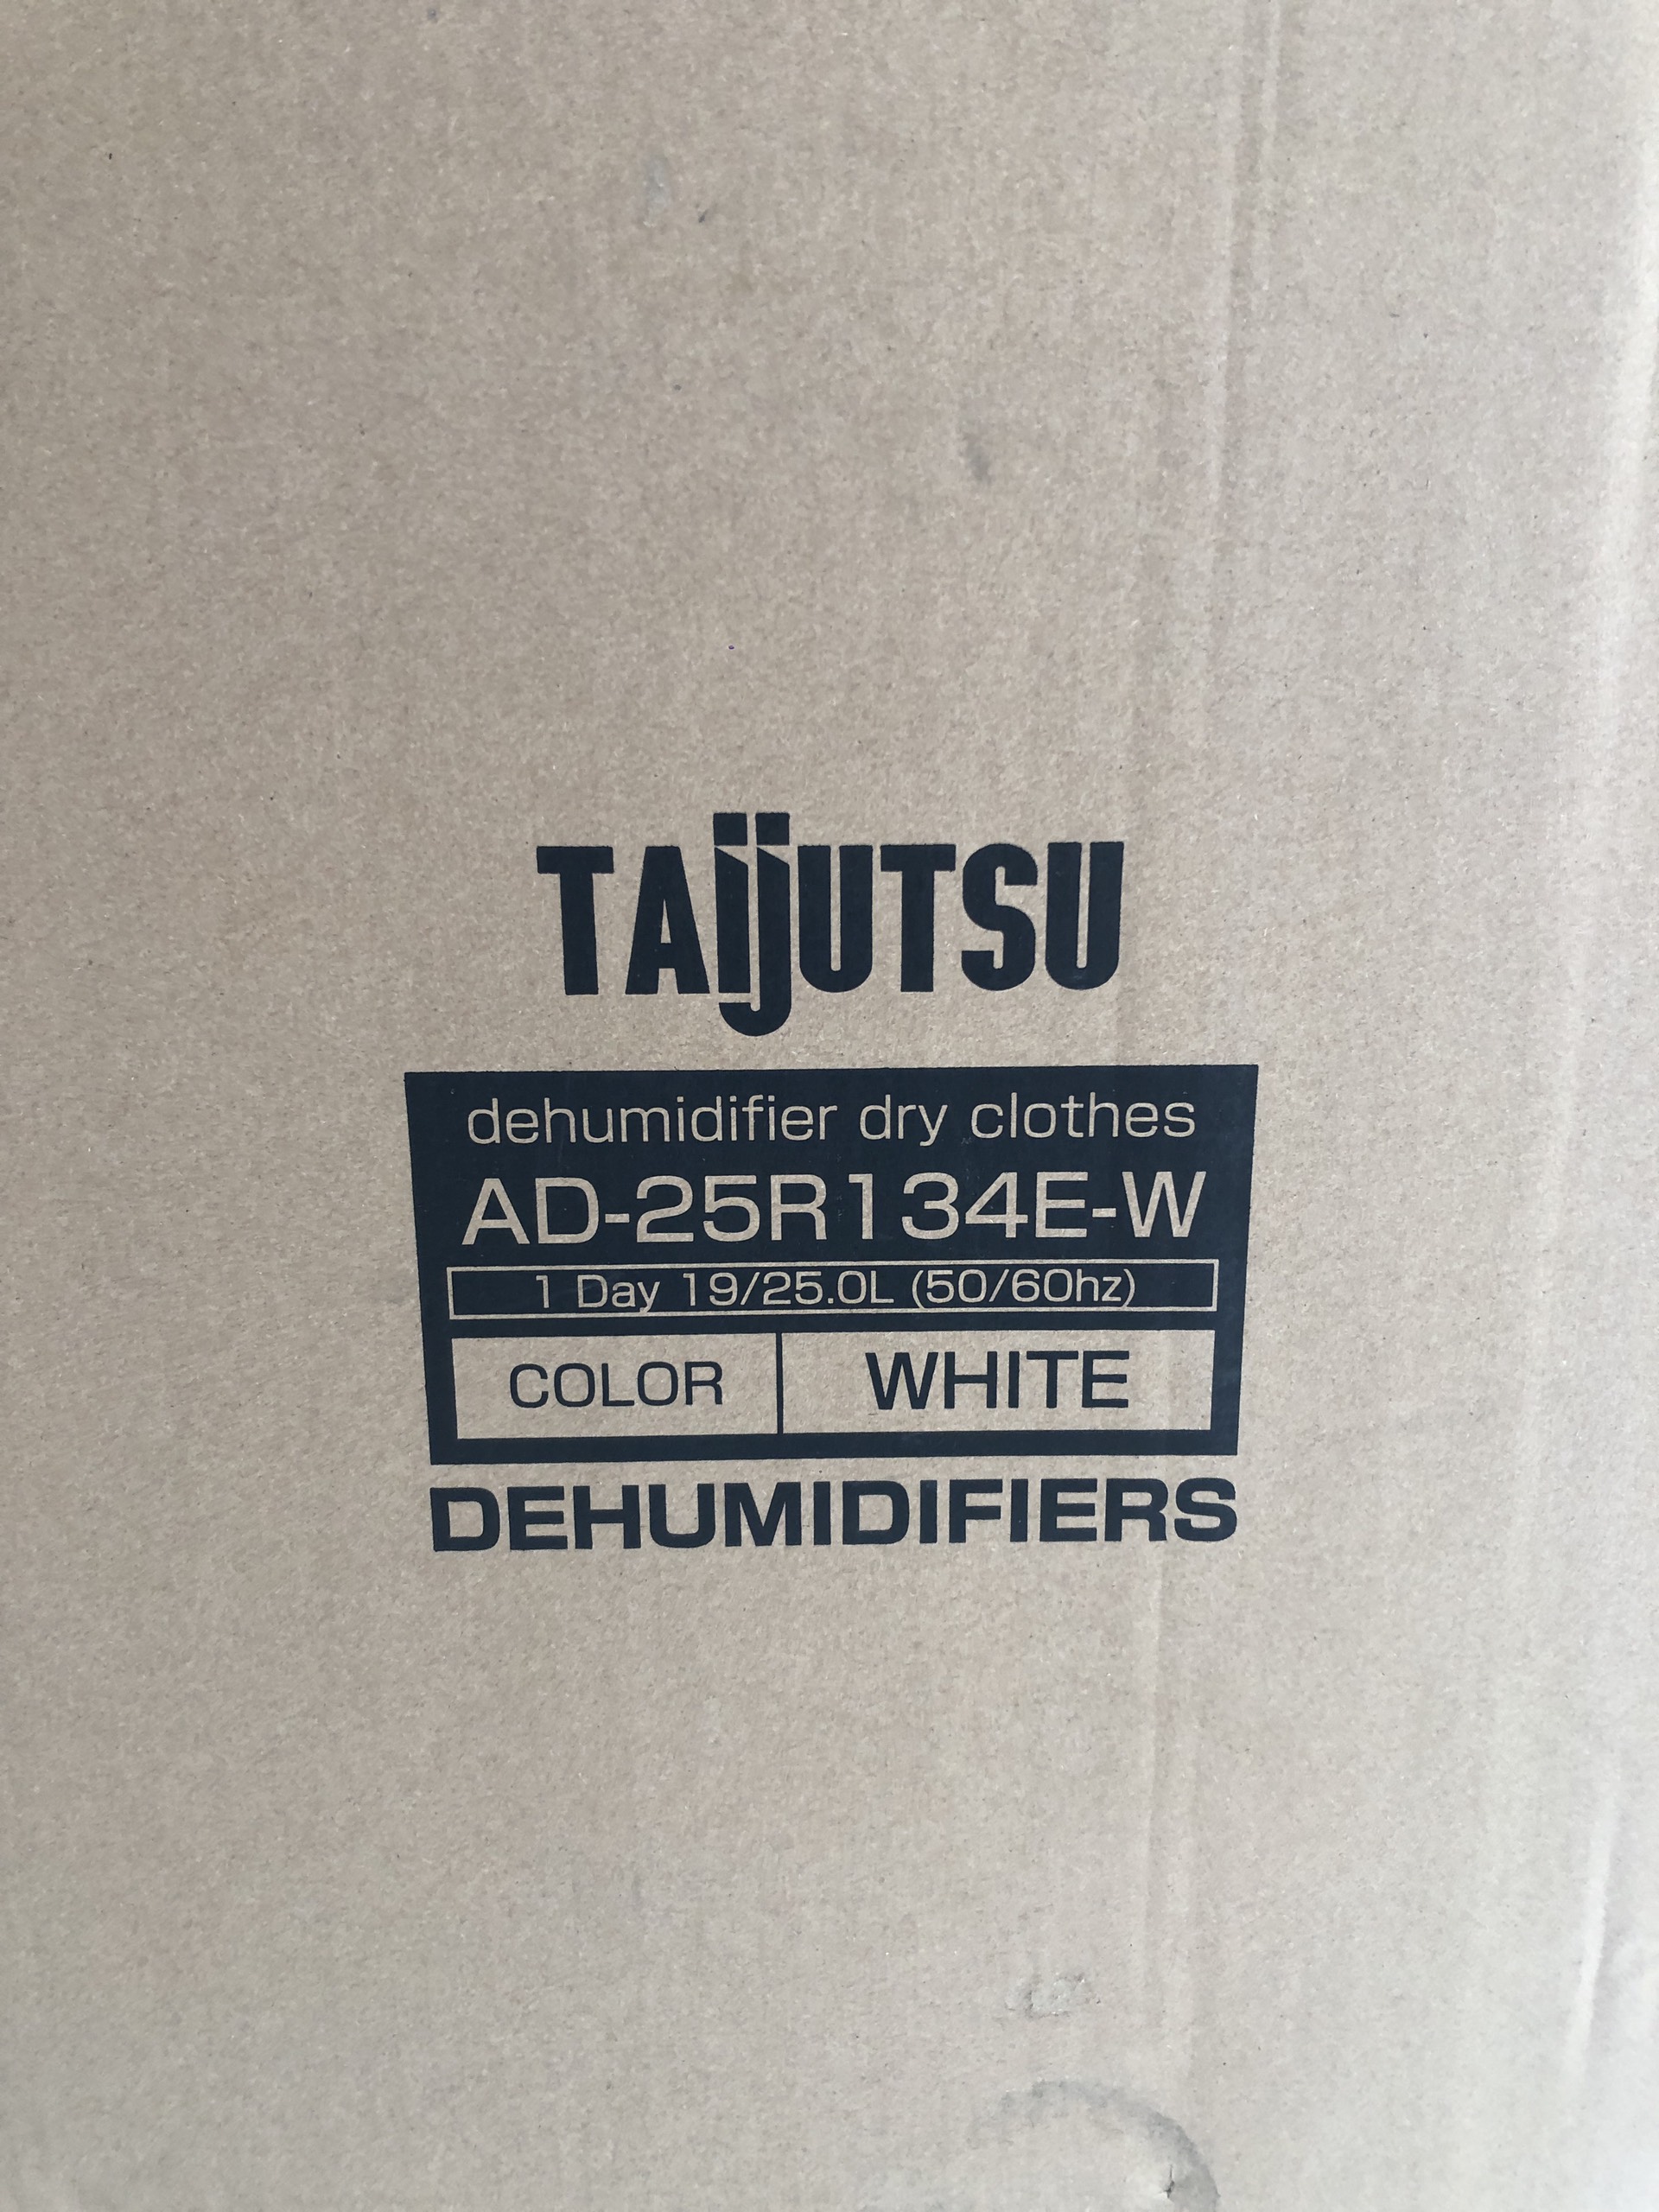 TAijUTSU
dehumidifier dry clothes
AD-25R134E-W
1 Day 19/25.0L (50/60hz)
COLOR WHITE
DEHUMIDIFIERS